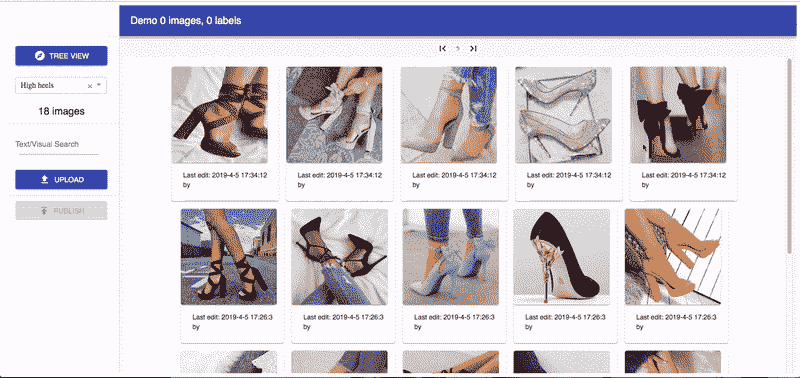 Demo 0 images, 0 labels
TREE VIEW
High heels
18 images
Text/Visual Search
UPLOAD
PUBLISH
Last edit: 2019-4-5 17:34:12
by
Last edit: 2019-4-5 17:34:12
by
Last edit: 2019-4-5 17:34:12
by
Last edit: 2019-4-5 17:34:12
by
Last edit: 2019-4-5 17:34:12
by
Last edit: 2019-4-5 17:26:3
by
Last edit: 2019-4-5 17:26:3
by
Last edit: 2019-4-5 17:26:3
by
Last edit: 2019-4-5 17:26:3
by
Last edit: 2019-4-5 17:26:3
by